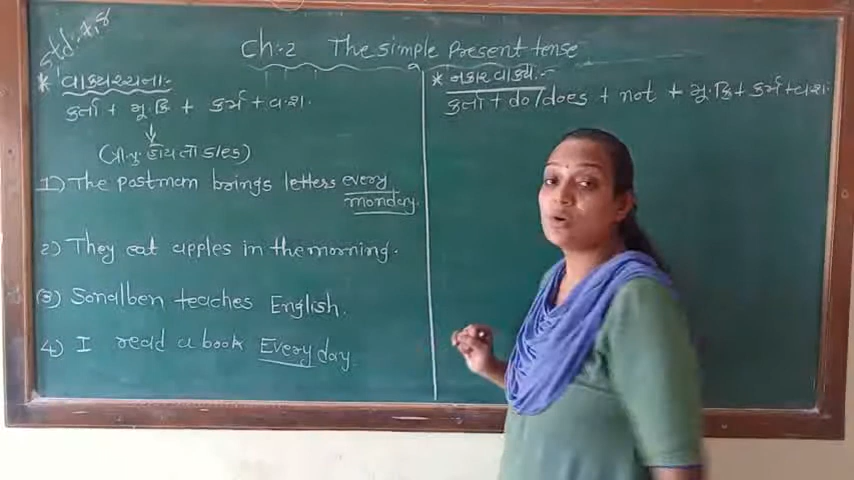 std:-7,8
Ch:-2 The simple present tense
* વાક્યરચના:-
કર્તા + મૂ.ક્રિ + કર્મ + વા.શ.
(ત્રી.પુ. હોય તો s/es)
1) The postman brings letters every
monday.
2) They eat apples in the morning.
3) Sonalben teaches English.
4) I read a book Every day.
* નકાર વાક્ય:-
કર્તા + do/does + not + મૂ.ક્રિ + કર્મ + વા.શ.